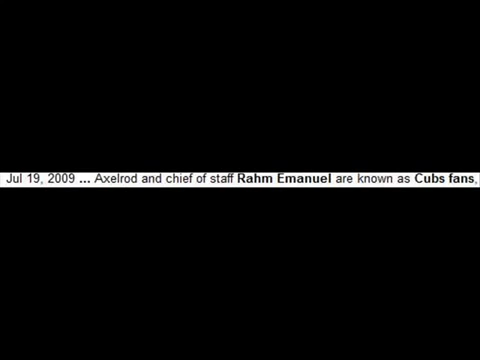 Jul 19, 2009 ... Axelrod and chief of staff Rahm Emanuel are known as Cubs fans,